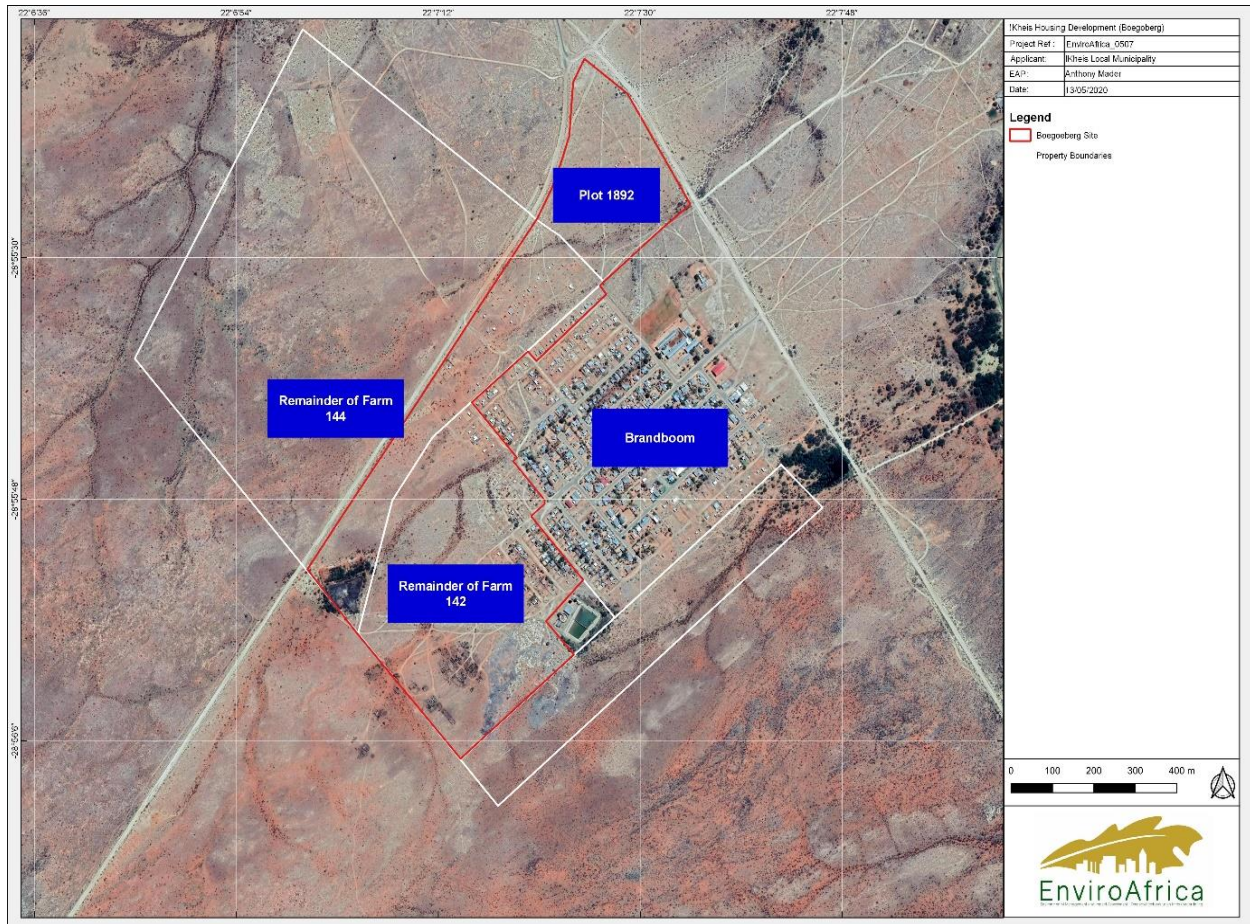 22°6'36"
22°6'54"
22°7'12"
22°7'30"
22°7'48"
-28°55'30"
-28°55'48"
-28°56'6"
Plot 1892
Remainder of Farm
144
Brandboom
Remainder of Farm
142
!Kheis Housing Development (Boegoberg)
Project Ref : EnviroAfrica_0507
Applicant: !Kheis Local Municipality
EAP: Anthony Mader
Date: 13/05/2020
Legend
Boegoeberg Site
Property Boundaries
0 100 200 300 400 m
EnviroAfrica